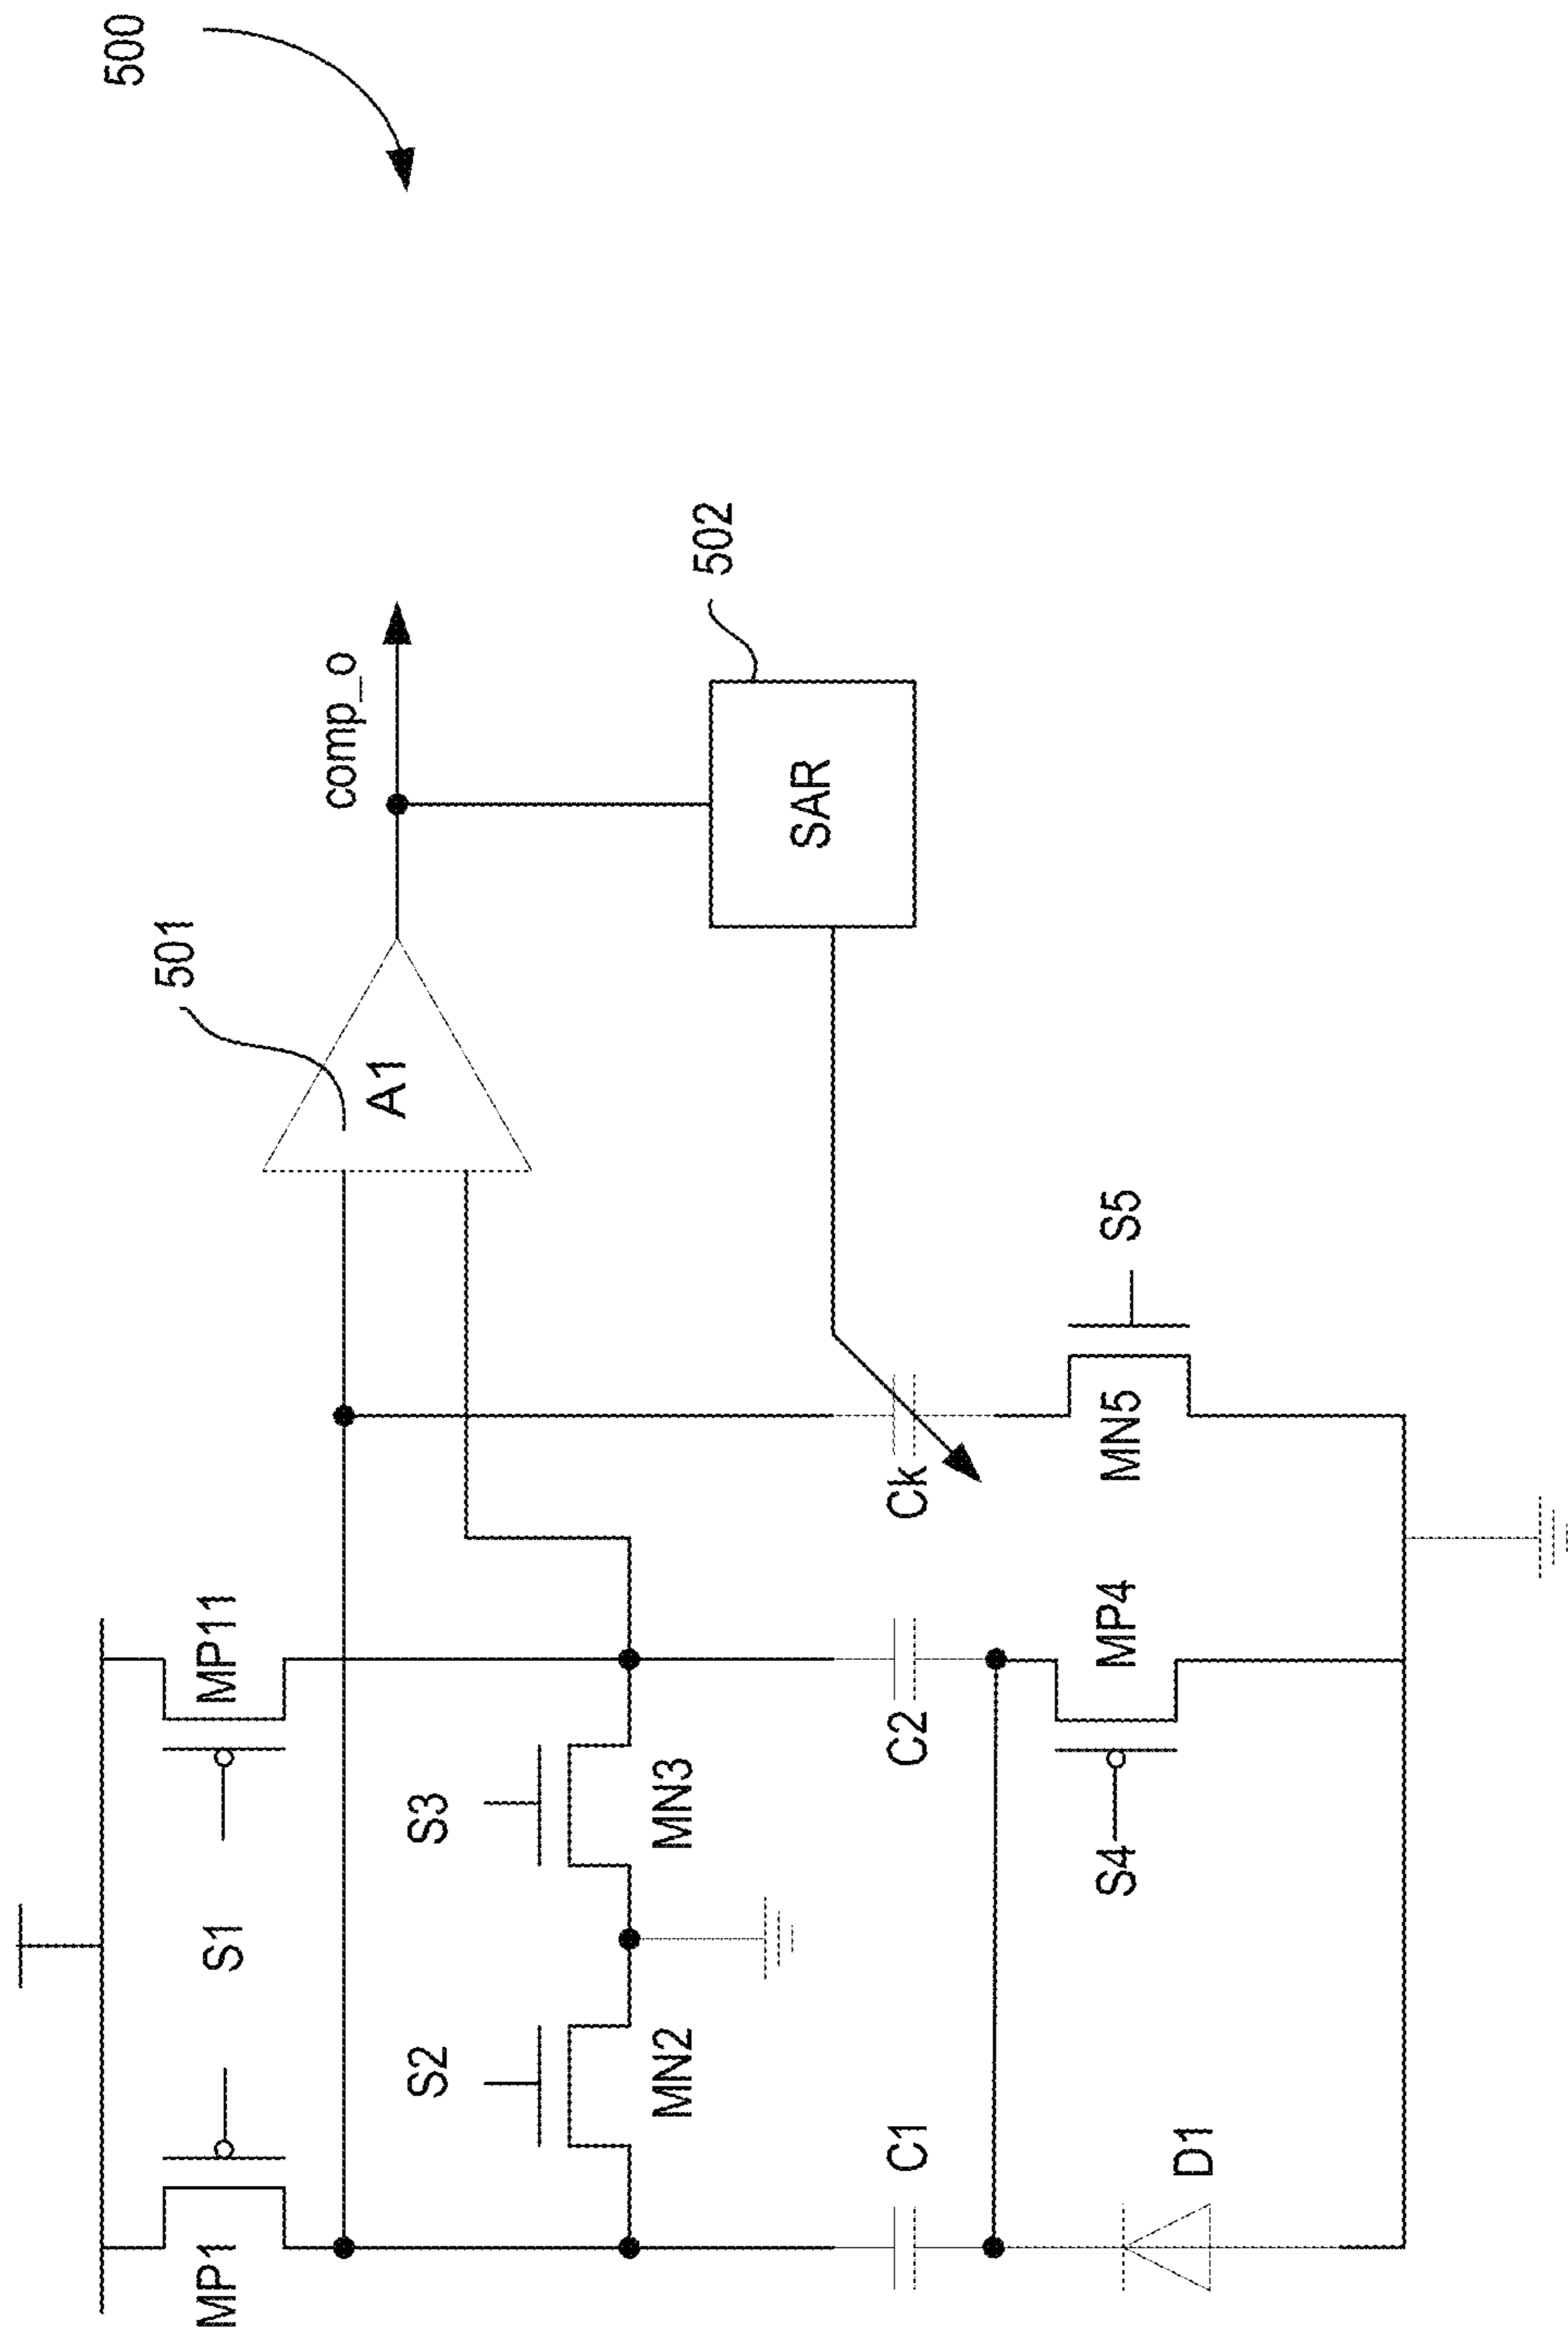 500
501
comp_o
A1
502
SAR
MP1
S1
MP11
S2
S3
MN2
MN3
C1
C2
Ck
D1
S4
MP4
MN5
S5